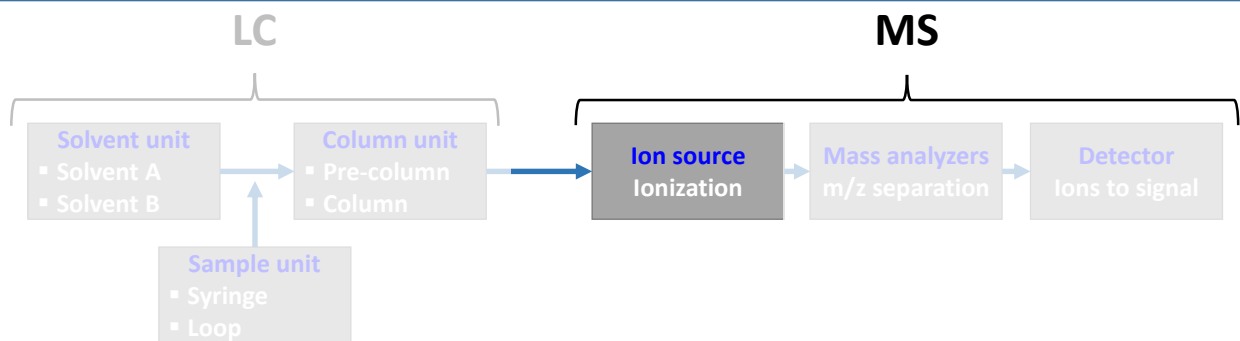 LC
MS
Solvent unit
▪ Solvent A
▪ Solvent B
Column unit
▪ Pre-column
▪ Column
Ion source
Ionization
Mass analyzers
m/z separation
Detector
Ions to signal
Sample unit
▪ Syringe
▪ Loop